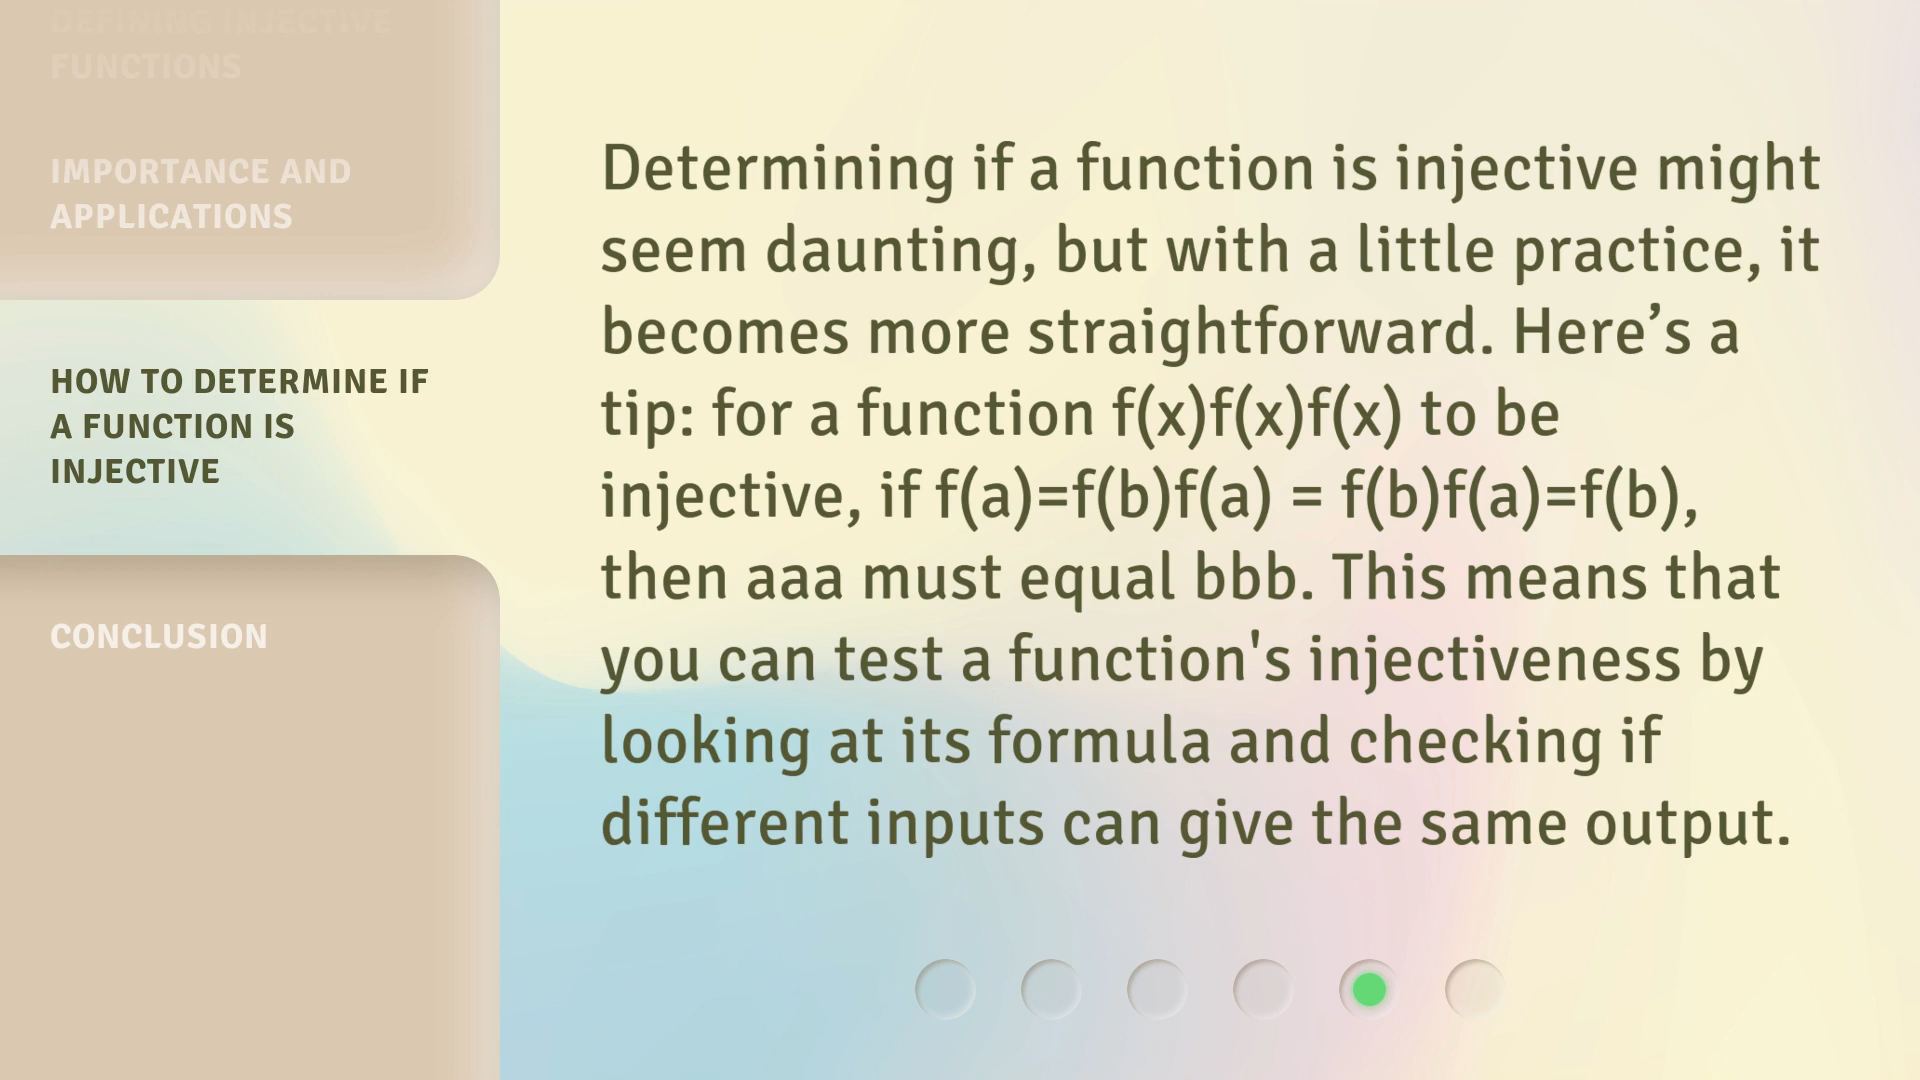 DEFINING INJECTIVE
FUNCTIONS
IMPORTANCE AND
APPLICATIONS
HOW TO DETERMINE IF
A FUNCTION IS
INJECTIVE
CONCLUSION
Determining if a function is injective might
seem daunting, but with a little practice, it
becomes more straightforward. Here’s a
tip: for a function f(x)f(x)f(x) to be
injective, if f(a)=f(b)f(a) = f(b)f(a)=f(b),
then aaa must equal bbb. This means that
you can test a function's injectiveness by
looking at its formula and checking if
different inputs can give the same output.